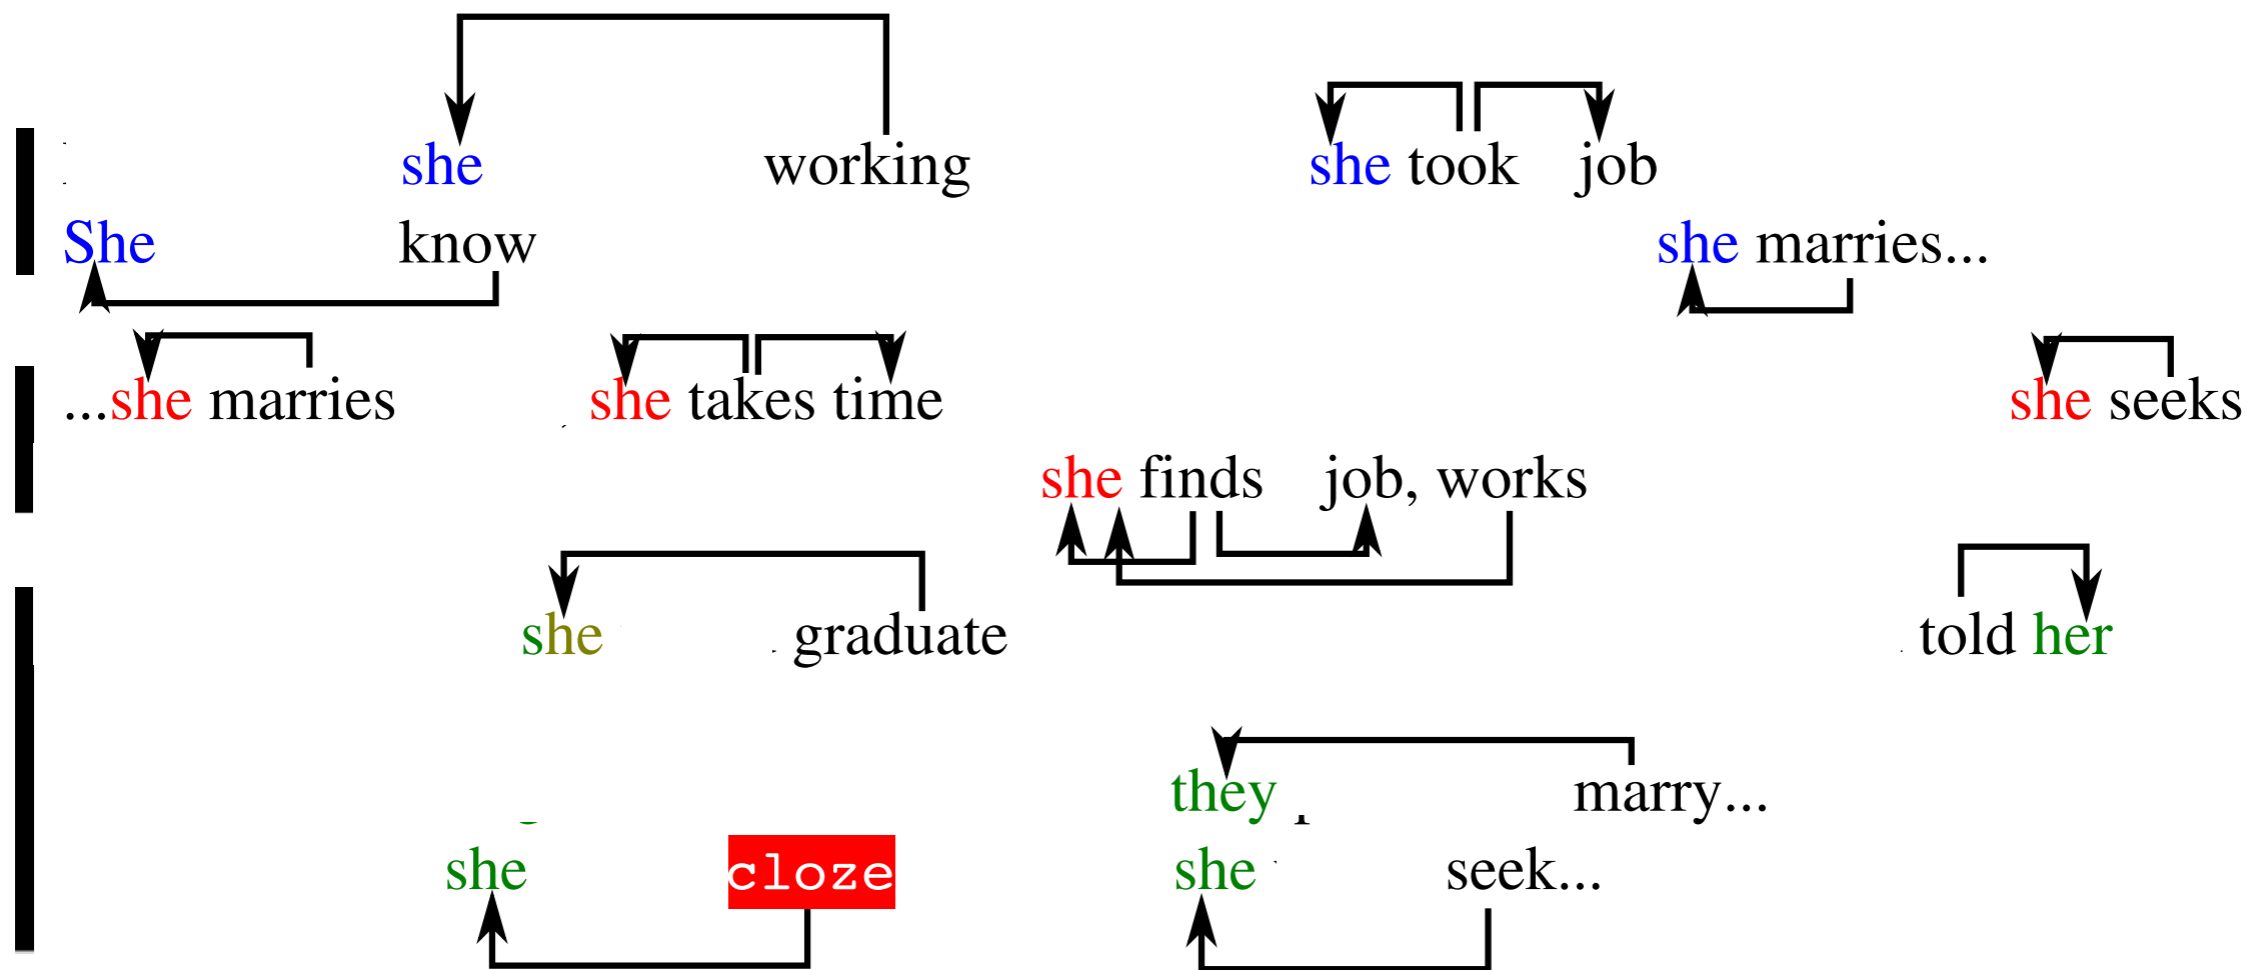 she working she took job
She know she marries...
...she marries she takes time she seeks
she finds job, works
she graduate told her
they marry...
she cloze she seek...